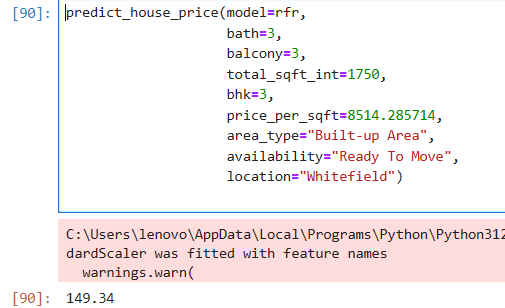 [90]: predict_house_price(model=rfr,
bath=3,
balcony=3,
total_sqft_int=1750,
bhk=3,
price_per_sqft=8514.285714,
area_type="Built-up Area",
availability="Ready To Move",
location="Whitefield")
C:\Users\lenovo\AppData\Local\Programs\Python\Python312
dardScaler was fitted with feature names
warnings.warn(
[90]: 149.34